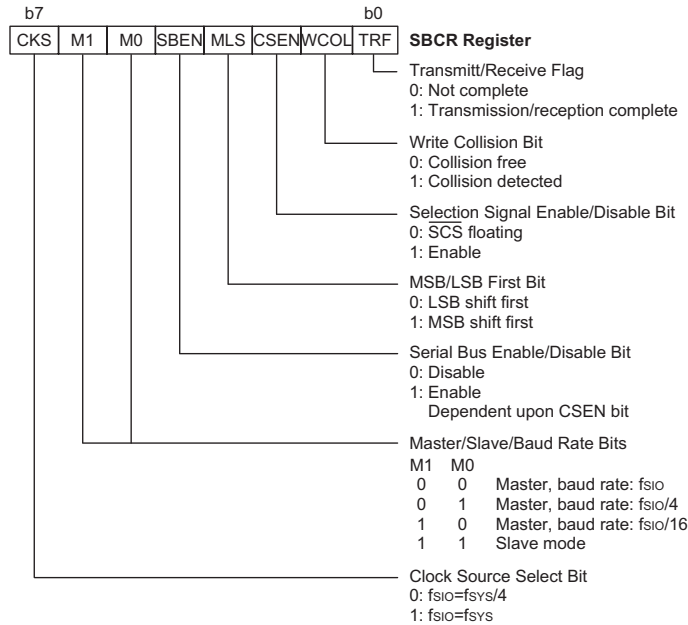 b7 b0
CKS M1 M0 SBEN MLS CSEN WCOL TRF SBCR Register
Transmitt/Receive Flag
0: Not complete
1: Transmission/reception complete
Write Collision Bit
0: Collision free
1: Collision detected
Selection Signal Enable/Disable Bit
0: S̅C̅S̅ floating
1: Enable
MSB/LSB First Bit
0: LSB shift first
1: MSB shift first
Serial Bus Enable/Disable Bit
0: Disable
1: Enable
Dependent upon CSEN bit
Master/Slave/Baud Rate Bits
M1 M0
0 0 Master, baud rate: fSIO
0 1 Master, baud rate: fSIO/4
1 0 Master, baud rate: fSIO/16
1 1 Slave mode
Clock Source Select Bit
0: fSIO=fSYS/4
1: fSIO=fSYS